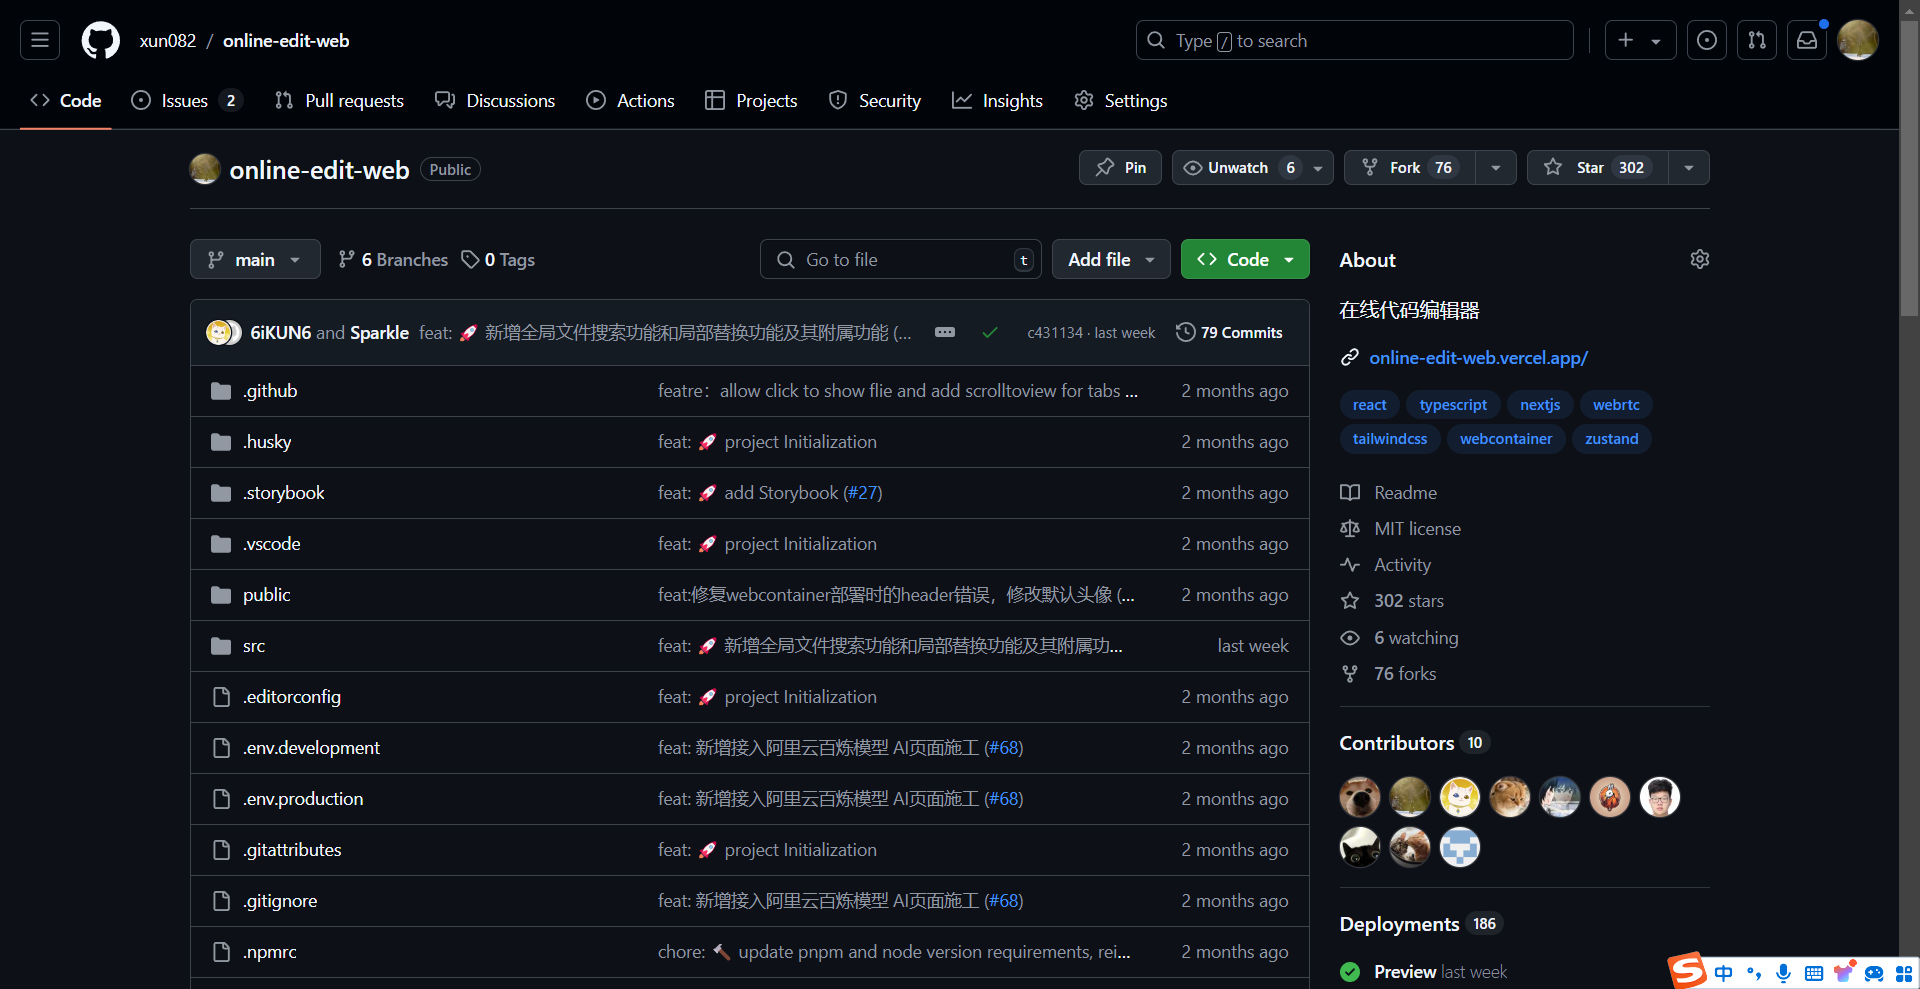 xun082 / online-edit-web
Type / to search
Code
Issues 2
Pull requests
Discussions
Actions
Projects
Security
Insights
Settings
online-edit-web Public
Pin
Unwatch 6
Fork 76
Star 302
main
6 Branches
0 Tags
Go to file t
Add file
Code
6iKUN6 and Sparkle feat: 🚀 新增全局文件搜索功能和局部替换功能及其附属功能 (... c431134 · last week 79 Commits
.github featre：allow click to show flie and add scrolltoview for tabs ... 2 months ago
.husky feat: 🚀 project Initialization 2 months ago
.storybook feat: 🚀 add Storybook (#27) 2 months ago
.vscode feat: 🚀 project Initialization 2 months ago
public feat:修复webcontainer部署时的header错误，修改默认头像 (... 2 months ago
src feat: 🚀 新增全局文件搜索功能和局部替换功能及其附属功... last week
.editorconfig feat: 🚀 project Initialization 2 months ago
.env.development feat: 新增接入阿里云百炼模型 AI页面施工 (#68) 2 months ago
.env.production feat: 新增接入阿里云百炼模型 AI页面施工 (#68) 2 months ago
.gitattributes feat: 🚀 project Initialization 2 months ago
.gitignore feat: 新增接入阿里云百炼模型 AI页面施工 (#68) 2 months ago
.npmrc chore: 🔨 update pnpm and node version requirements, rei... 2 months ago
About
在线代码编辑器
online-edit-web.vercel.app/
react typescript nextjs webrtc
tailwindcss webcontainer zustand
Readme
MIT license
Activity
302 stars
6 watching
76 forks
Contributors 10
Deployments 186
Preview last week
S 中